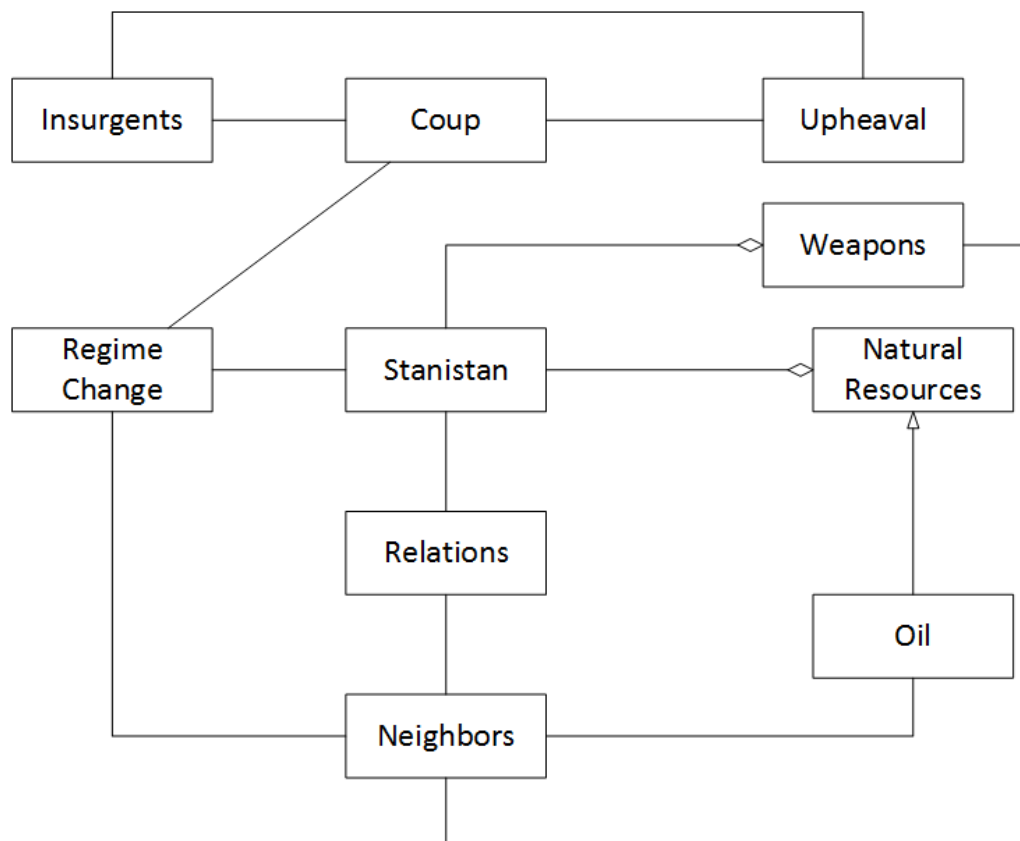 Insurgents
Coup
Upheaval
Weapons
Regime
Change
Stanistan
Natural
Resources
Relations
Oil
Neighbors